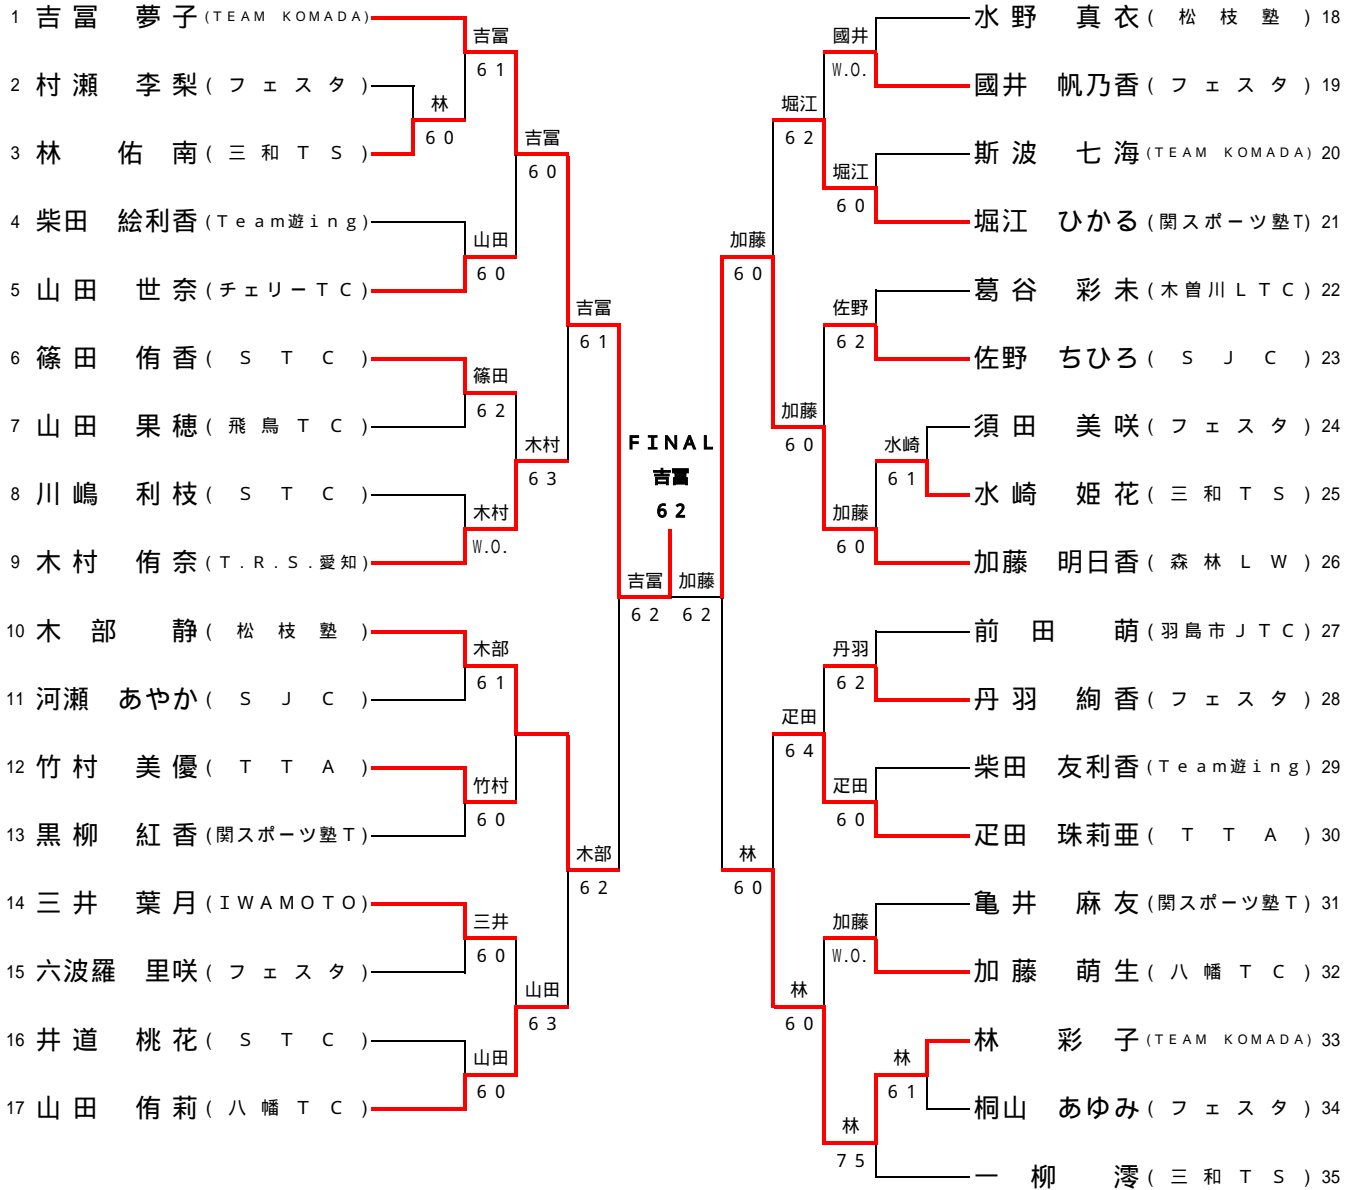 1 吉冨 夢子 (TEAM KOMADA)
2 村瀬 李梨 (フェスタ)
3 林 佑南 (三和TS)
4 柴田 絵利香 (Team遊ing)
5 山田 世奈 (チェリーTC)
6 篠田 侑香 (STC)
7 山田 果穂 (飛鳥TC)
8 川嶋 利枝 (STC)
9 木村 侑奈 (T.R.S.愛知)
10 木部 静 (松枝塾)
11 河瀬 あやか (SJC)
12 竹村 美優 (TTA)
13 黒柳 紅香 (関スポーツ塾T)
14 三井 葉月 (IWAMOTO)
15 六波羅 里咲 (フェスタ)
16 井道 桃花 (STC)
17 山田 侑莉 (八幡TC)
林
60
吉冨
61
山田
60
篠田
62
木村
W.O.
木部
61
竹村
60
三井
60
山田
60
吉冨
60
木村
63
山田
63
吉冨
61
木部
62
吉冨
62
FINAL
吉冨
62
加藤
62
加藤
60
林
60
堀江
62
加藤
60
疋田
64
林
60
國井
W.O.
堀江
60
佐野
62
加藤
60
丹羽
62
疋田
60
加藤
W.O.
林
75
水崎
61
林
61
水野 真衣 (松枝塾) 18
國井 帆乃香 (フェスタ) 19
斯波 七海 (TEAM KOMADA) 20
堀江 ひかる (関スポーツ塾T) 21
葛谷 彩未 (木曽川LTC) 22
佐野 ちひろ (SJC) 23
須田 美咲 (フェスタ) 24
水崎 姫花 (三和TS) 25
加藤 明日香 (森林LW) 26
前田 萌 (羽島市JTC) 27
丹羽 絢香 (フェスタ) 28
柴田 友利香 (Team遊ing) 29
疋田 珠莉亜 (TTA) 30
亀井 麻友 (関スポーツ塾T) 31
加藤 萌生 (八幡TC) 32
林 彩子 (TEAM KOMADA) 33
桐山 あゆみ (フェスタ) 34
一柳 澪 (三和TS) 35